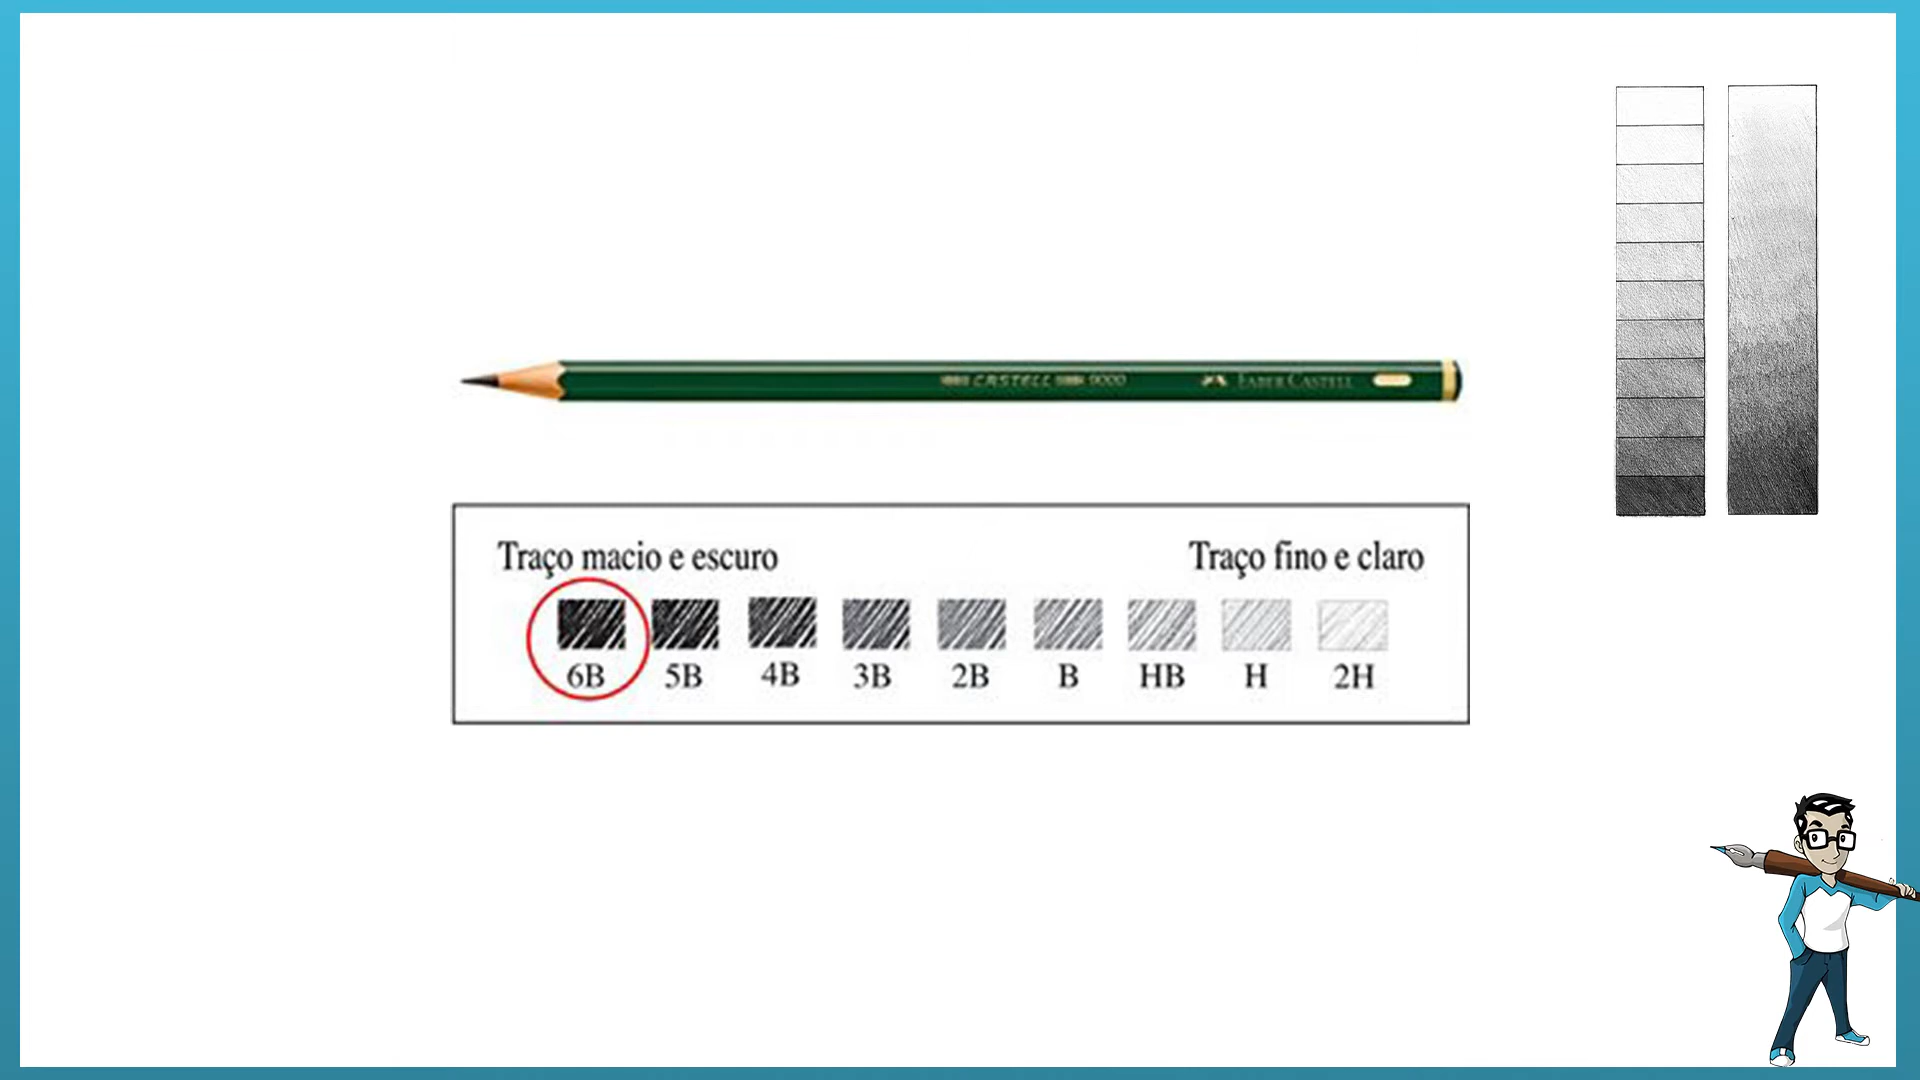 CASTELL 9000 FABER CASTELL
Traço macio e escuro Traço fino e claro
6B 5B 4B 3B 2B B HB H 2H